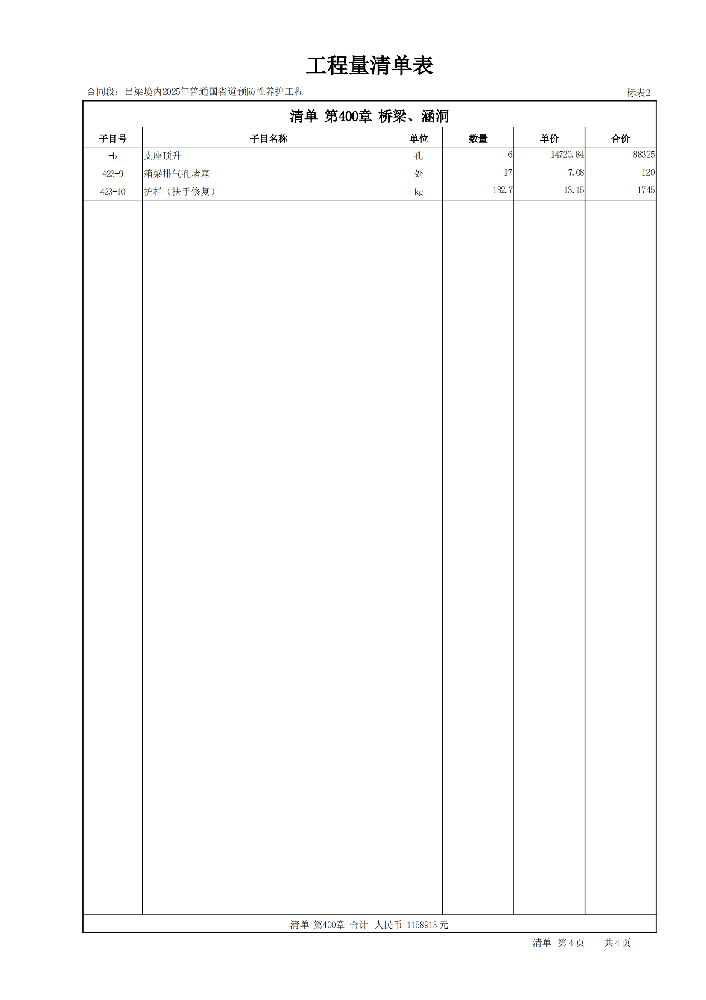 工程量清单表
合同段：吕梁境内2025年普通国省道预防性养护工程 标表2
清单 第400章 桥梁、涵洞
子目号 子目名称 单位 数量 单价 合价
-b 支座顶升 孔 6 14720.84 88325
423-9 箱梁排气孔堵塞 处 17 7.08 120
423-10 护栏（扶手修复） kg 132.7 13.15 1745
清单 第400章 合计 人民币 1158913 元
清单 第 4 页 共 4 页